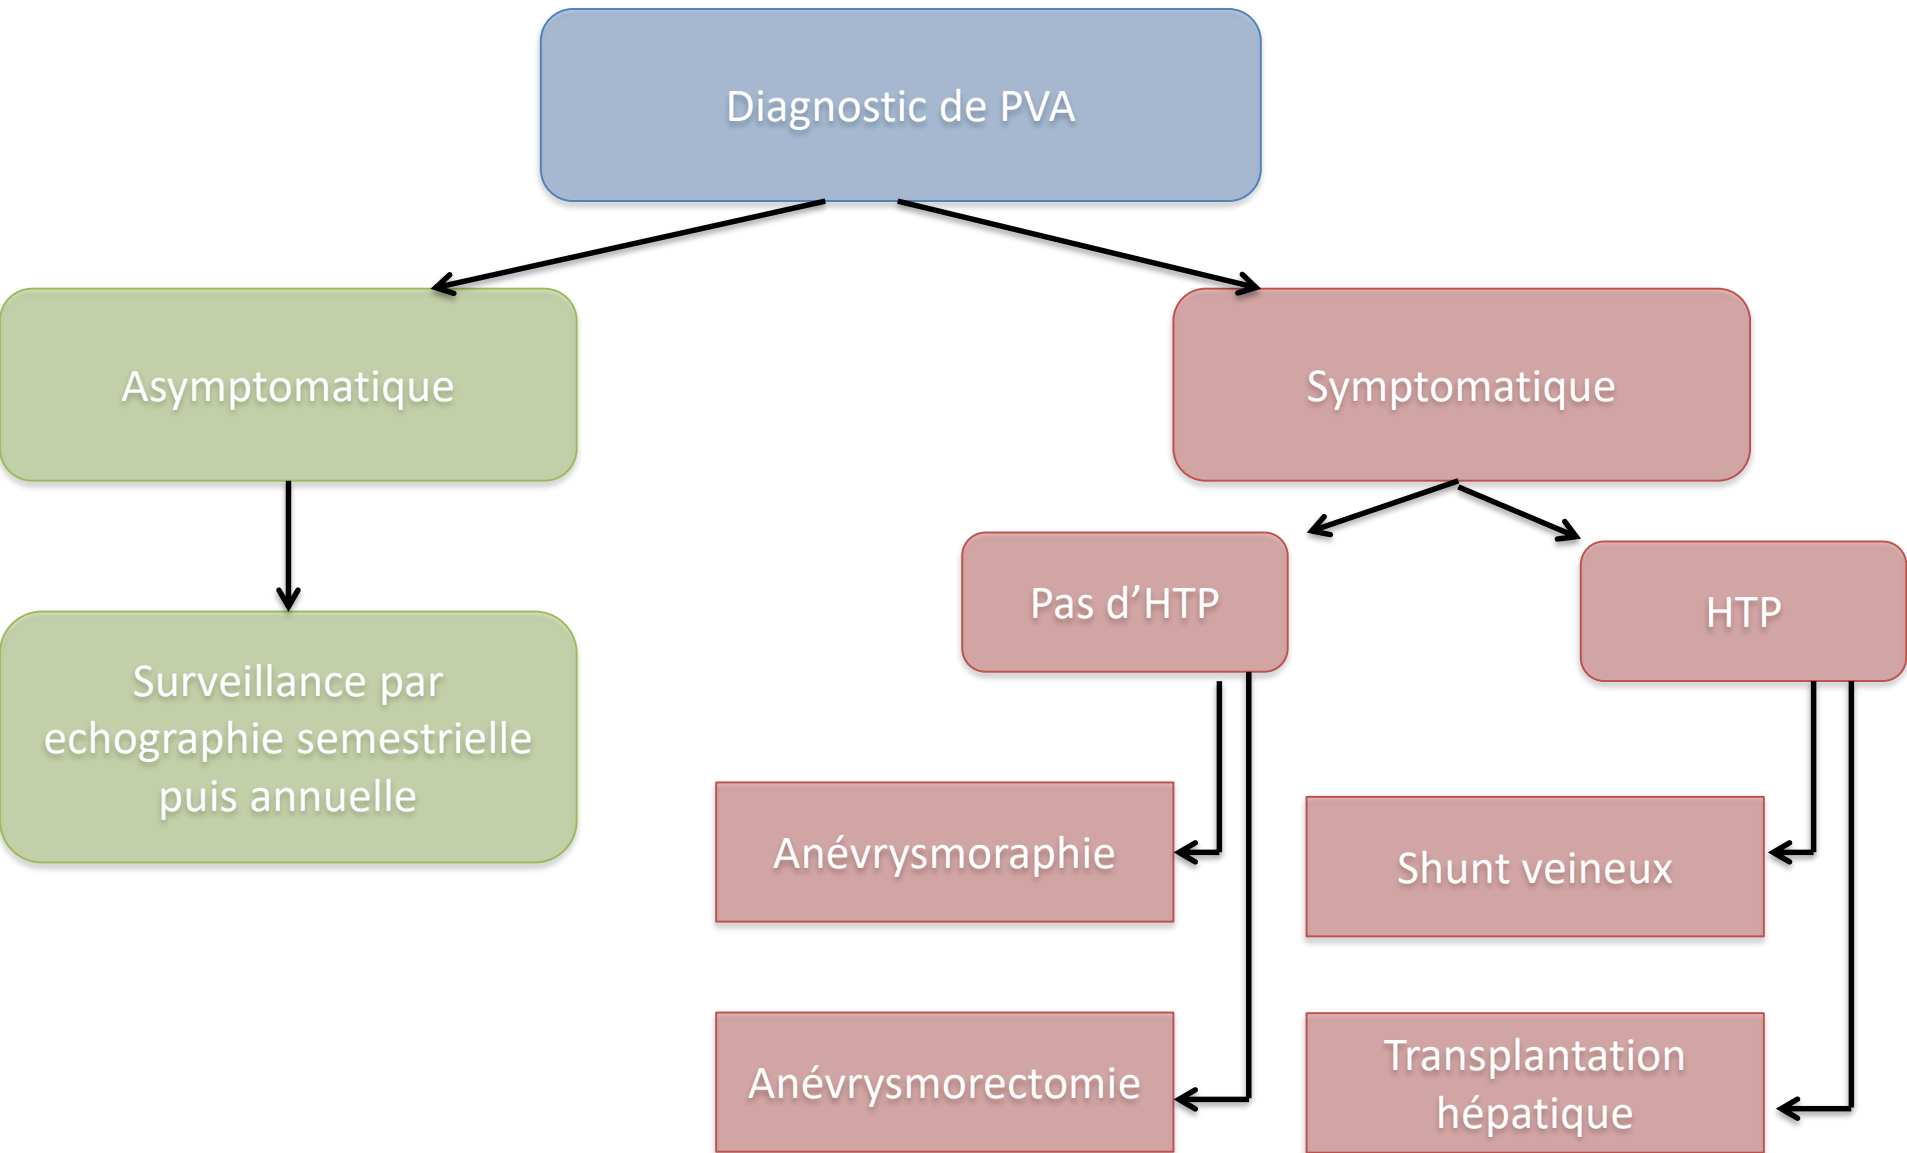 Diagnostic de PVA
Asymptomatique
Symptomatique
Pas d’HTP
HTP
Surveillance par
echographie semestrielle
puis annuelle
Anévrysmoraphie
Shunt veineux
Anévrysmorectomie
Transplantation
hépatique